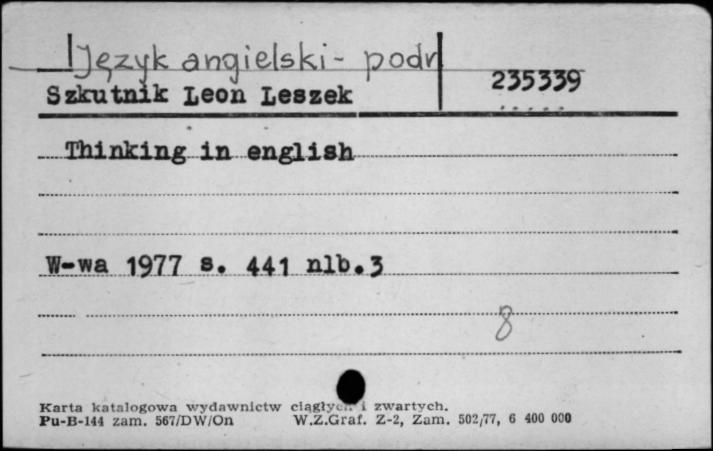 Język angielski - podr
235339
Szkutnik Leon Leszek
Thinking in english
W-wa 1977 s. 441 nlb.3
8
Karta katalogowa wydawnictw i zwartych.
Pu-B-144 zam. 567/DW/On W.Z.Graf. Z-2, Zam. 502/77, 6 400 000